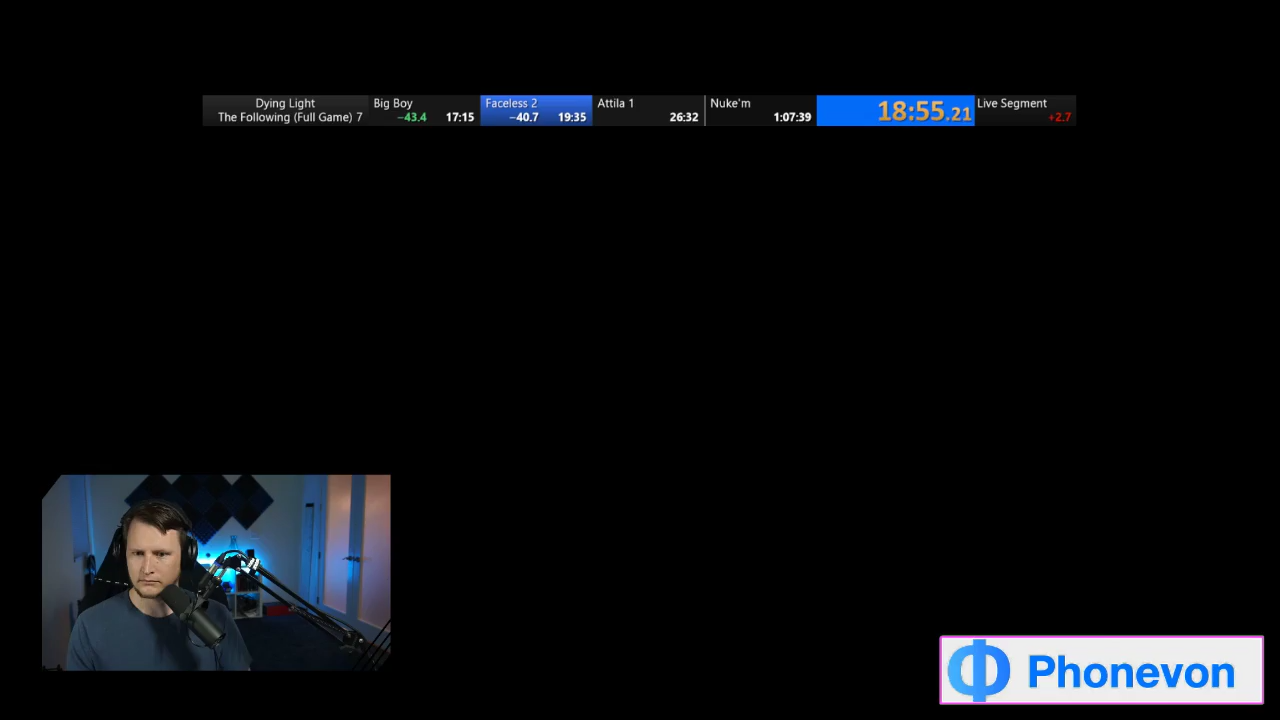 Dying Light
The Following (Full Game) 7
Big Boy
−43.4 17:15
Faceless 2
−40.7 19:35
Attila 1
26:32
Nuke'm
1:07:39
18:55.21
Live Segment
+2.7
Phonevon